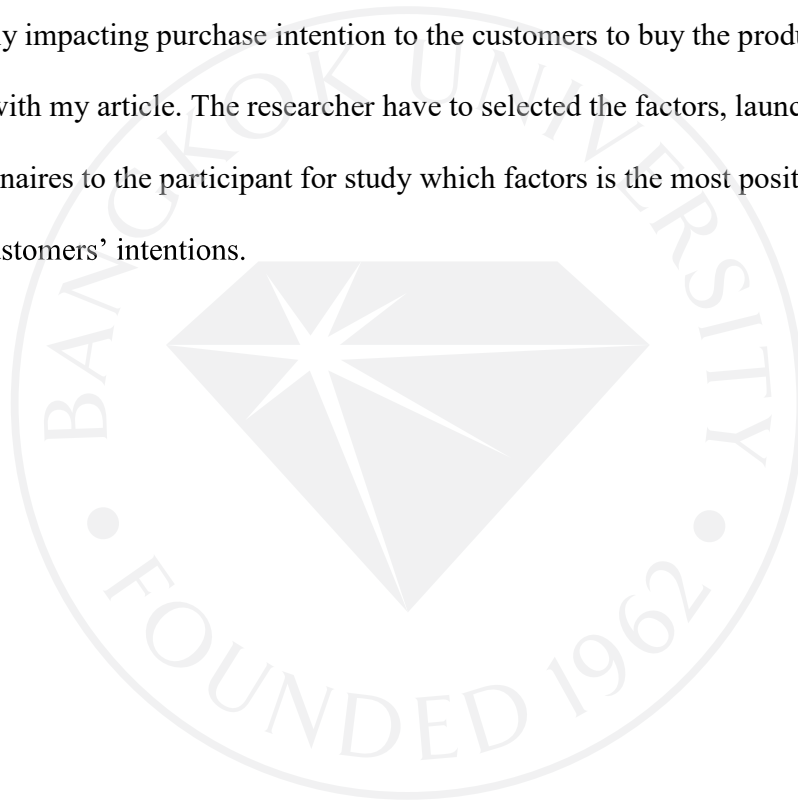 y impacting purchase intention to the customers to buy the produ
with my article. The researcher have to selected the factors, launc
naires to the participant for study which factors is the most posit
stomers’ intentions.
BANGKOK UNIVERSITY
FOUNDED 1962